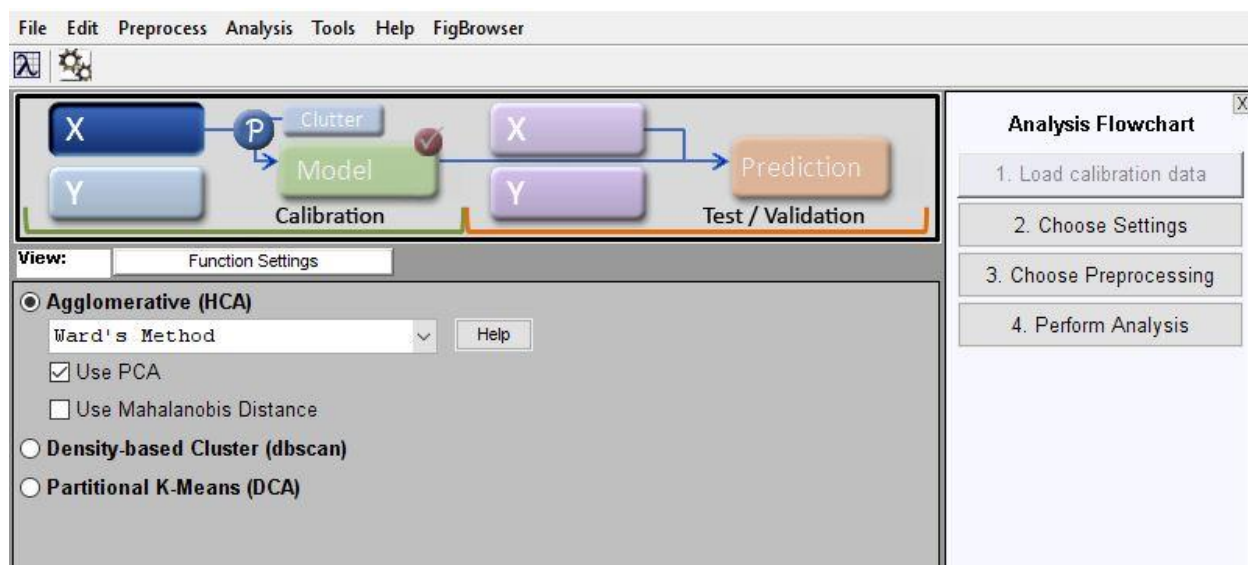 File Edit Preprocess Analysis Tools Help FigBrowser
λ
X
P
Clutter
Model
Y
Calibration
X
Y
Prediction
Test / Validation
View:
Function Settings
Agglomerative (HCA)
Ward's Method
Help
Use PCA
Use Mahalanobis Distance
Density-based Cluster (dbscan)
Partitional K-Means (DCA)
X
Analysis Flowchart
1. Load calibration data
2. Choose Settings
3. Choose Preprocessing
4. Perform Analysis